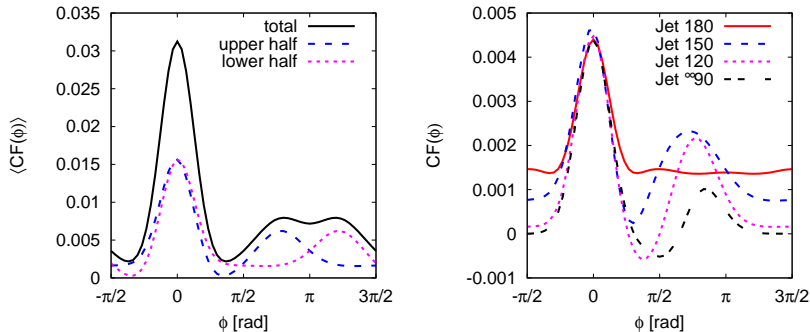 0.035
0.03
0.025
0.02
0.015
0.01
0.005
0
⟨CF(ϕ)⟩
-π/2 0 π/2 π 3π/2
ϕ [rad]
total
upper half
lower half
0.005
0.004
0.003
0.002
0.001
0
-0.001
CF(ϕ)
-π/2 0 π/2 π 3π/2
ϕ [rad]
Jet 180
Jet 150
Jet 120
Jet ∞90